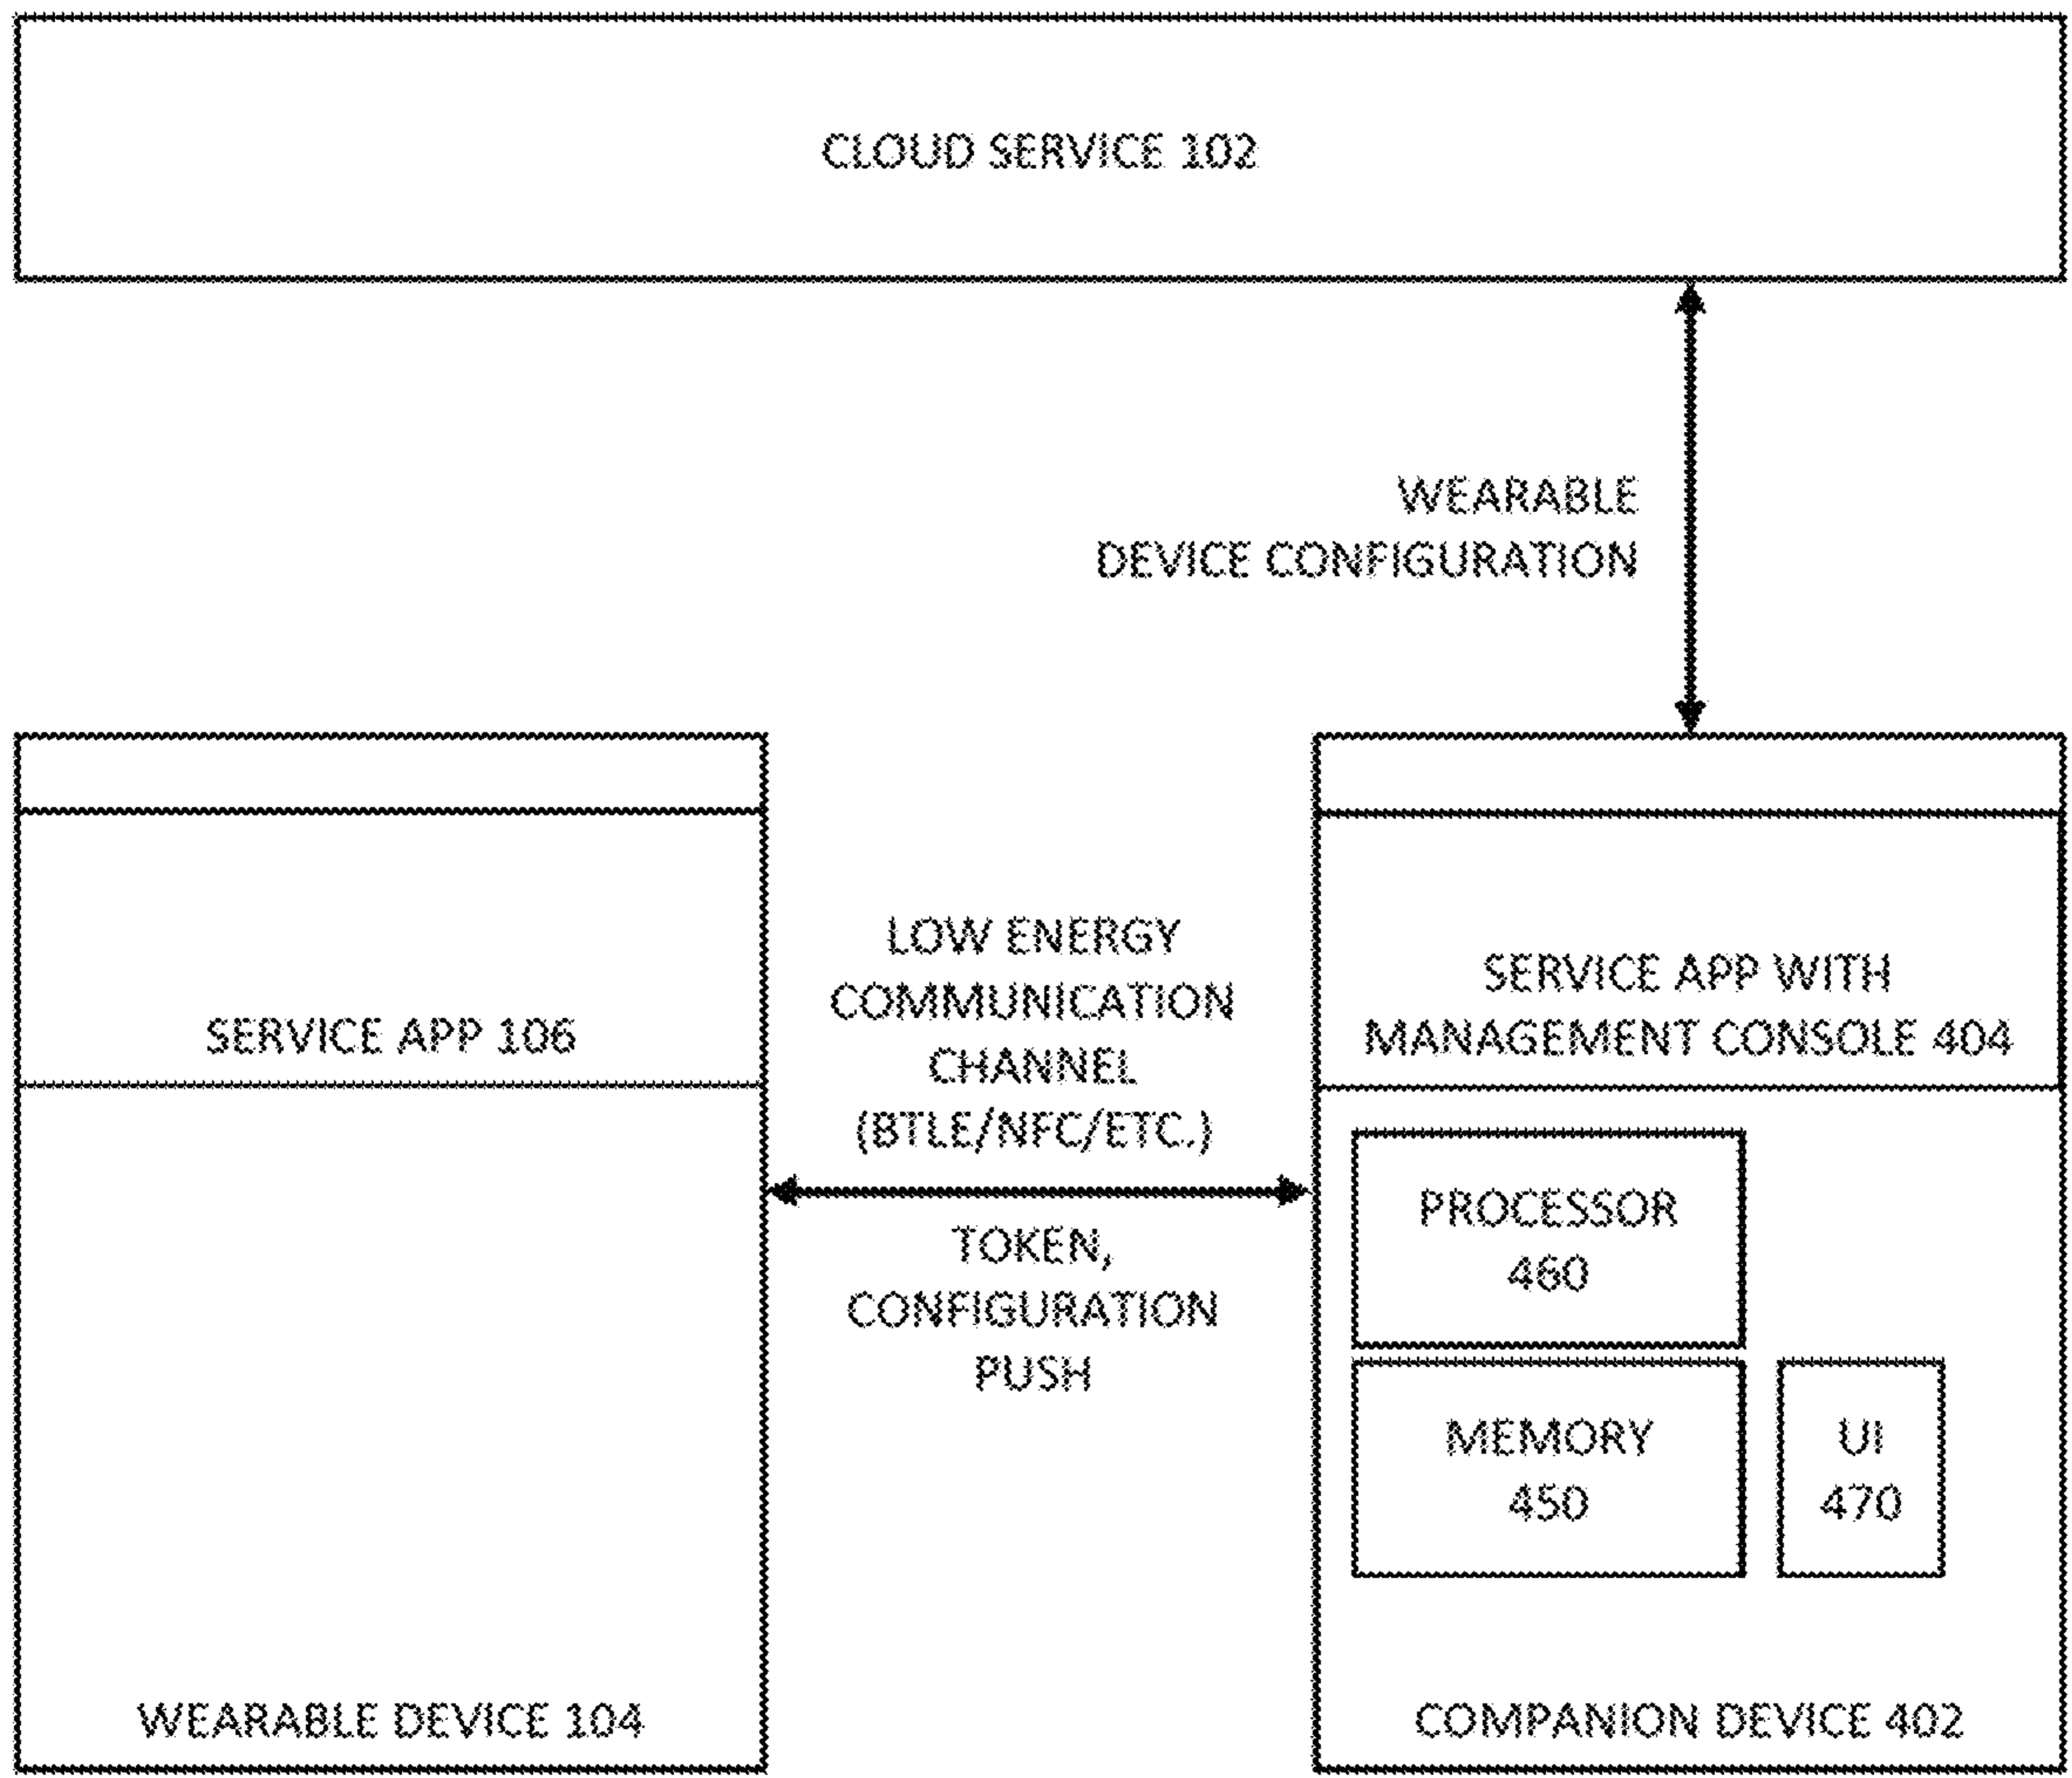 CLOUD SERVICE 102
WEARABLE
DEVICE CONFIGURATION
SERVICE APP 106
WEARABLE DEVICE 104
LOW ENERGY
COMMUNICATION
CHANNEL
(BTLE/NFC/ETC.)
TOKEN,
CONFIGURATION
PUSH
SERVICE APP WITH
MANAGEMENT CONSOLE 404
PROCESSOR
460
MEMORY
450
UI
470
COMPANION DEVICE 402